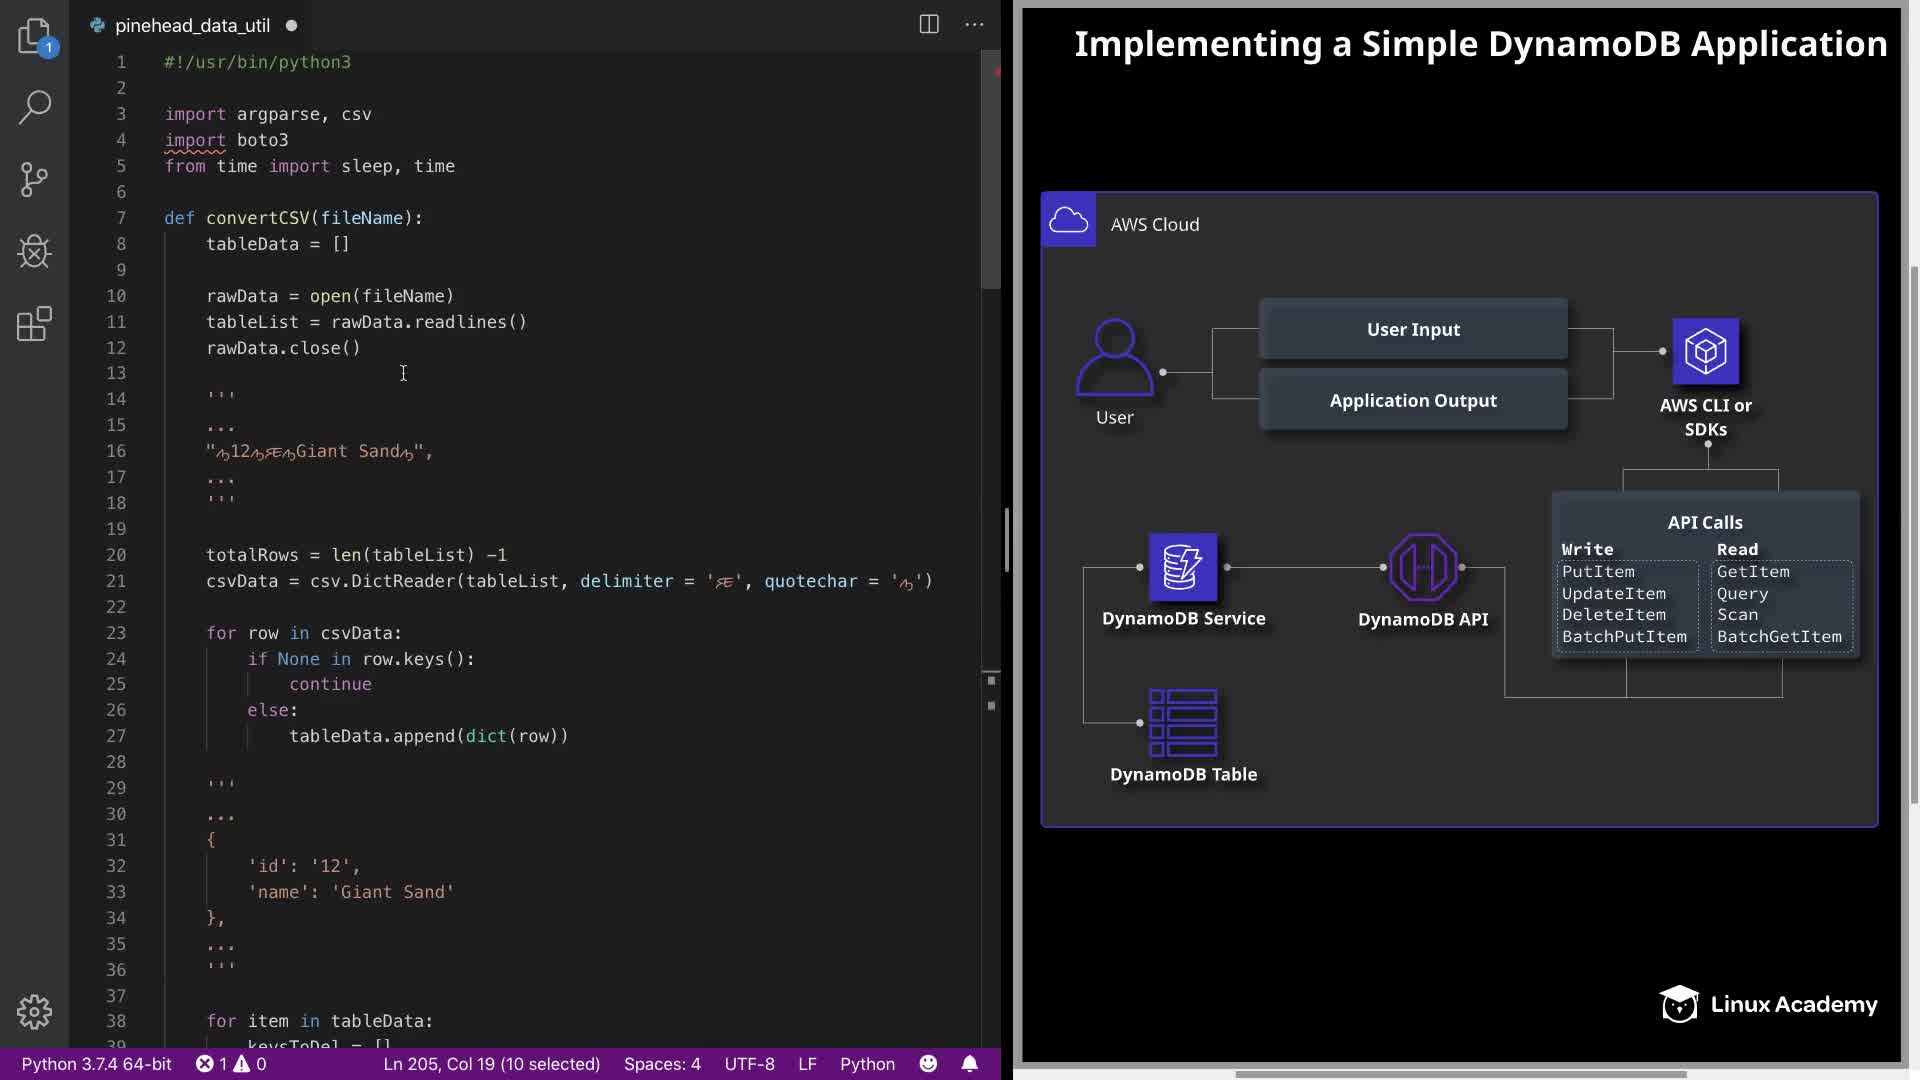 pinehead_data_util
1
1 #!/usr/bin/python3
2
3 import argparse, csv
4 import boto3
5 from time import sleep, time
6
7 def convertCSV(fileName):
8 tableData = []
9
10 rawData = open(fileName)
11 tableList = rawData.readlines()
12 rawData.close()
13
14 '''
15 ...
16 Giant Sand
17 ...
18 '''
19
20 totalRows = len(tableList) -1
21 csvData = csv.DictReader(tableList, delimiter = ' ', quotechar = ' ')
22
23 for row in csvData:
24 if None in row.keys():
25 continue
26 else:
27 tableData.append(dict(row))
28
29 '''
30 ...
31 {
32 'id': '12',
33 'name': 'Giant Sand'
34 },
35 ...
36 '''
37
38 for item in tableData:
39 keysToDel = []
Python 3.7.4 64-bit 1 0 Ln 205, Col 19 (10 selected) Spaces: 4 UTF-8 LF Python
Implementing a Simple DynamoDB Application
AWS Cloud
User Input
Application Output
User
AWS CLI or
SDKs
API Calls
Write Read
PutItem GetItem
UpdateItem Query
DeleteItem Scan
BatchPutItem BatchGetItem
DynamoDB Service
DynamoDB API
DynamoDB Table
Linux Academy